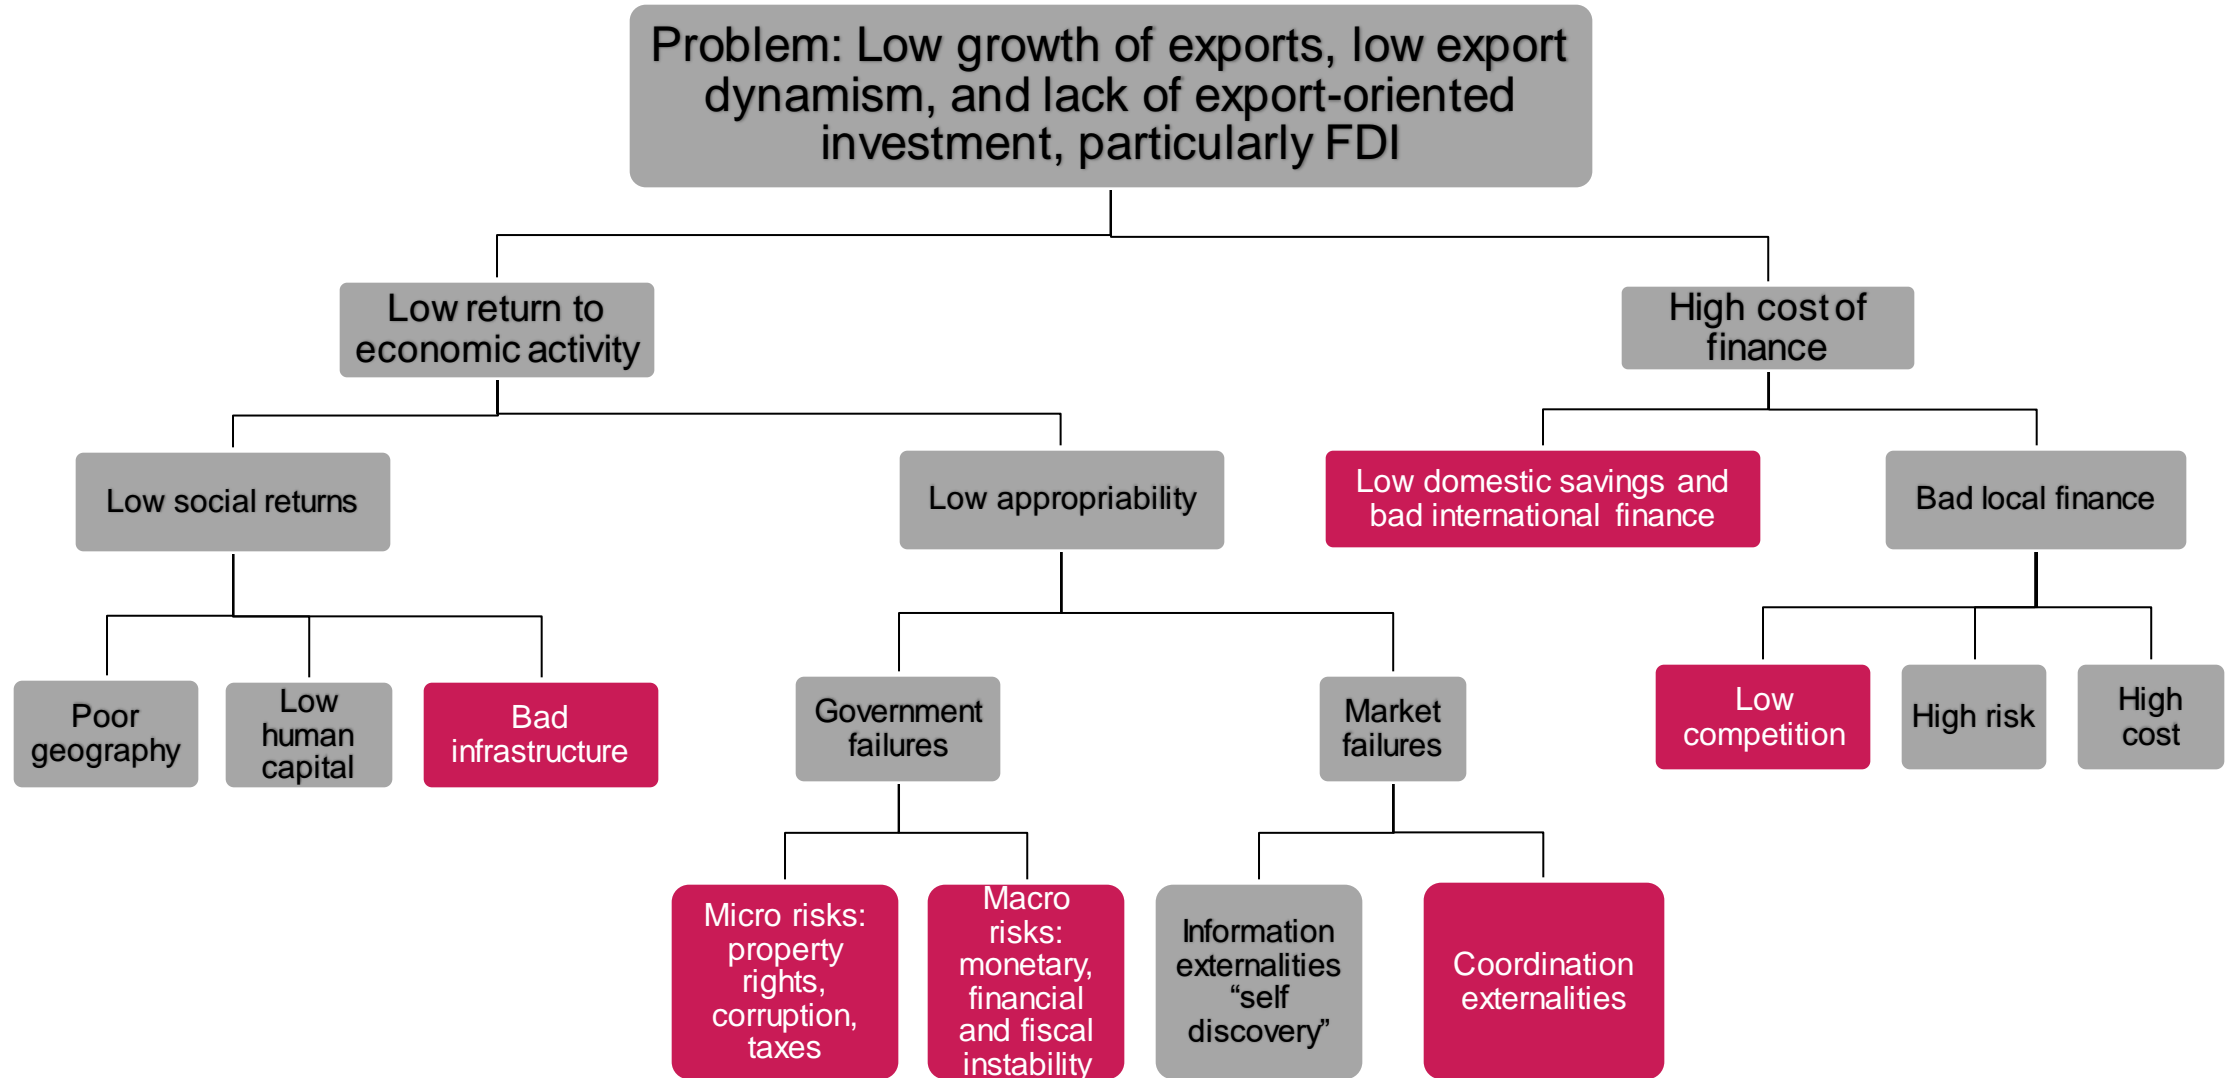 Problem: Low growth of exports, low export
dynamism, and lack of export-oriented
investment, particularly FDI
Low return to
economic activity
High cost of
finance
Low social returns
Low appropriability
Low domestic savings and
bad international finance
Bad local finance
Poor
geography
Low
human
capital
Bad
infrastructure
Government
failures
Market
failures
Low
competition
High risk
High
cost
Micro risks:
property
rights,
corruption,
taxes
Macro
risks:
monetary,
financial
and fiscal
instability
Information
externalities
“self
discovery”
Coordination
externalities